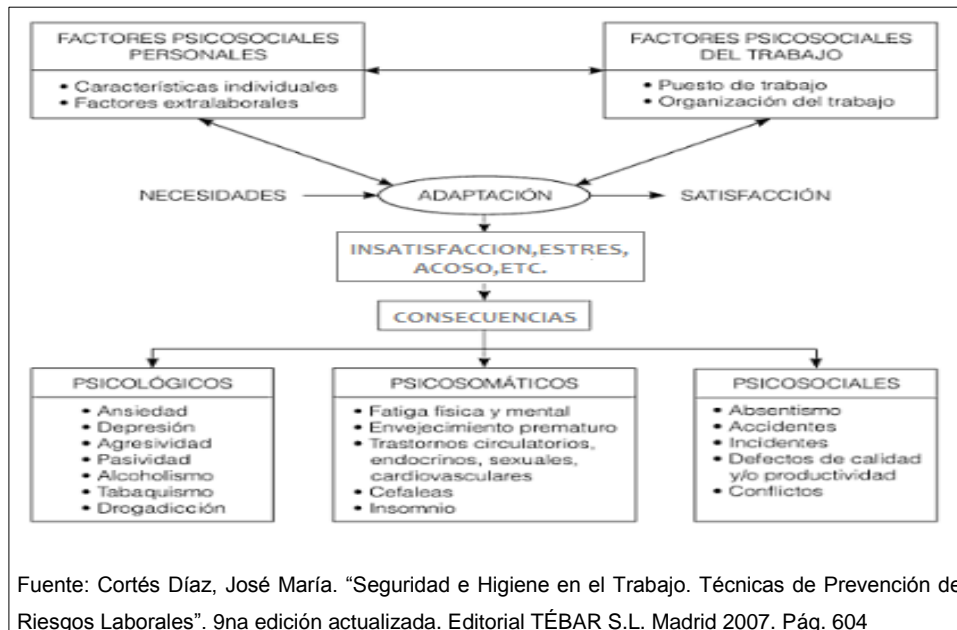 FACTORES PSICOSOCIALES
PERSONALES
• Características individuales
• Factores extralaborales
FACTORES PSICOSOCIALES
DEL TRABAJO
• Puesto de trabajo
• Organización del trabajo
NECESIDADES
ADAPTACIÓN
SATISFACCIÓN
INSATISFACCION,ESTRES,
ACOSO,ETC.
CONSECUENCIAS
PSICOLÓGICOS
• Ansiedad
• Depresión
• Agresividad
• Pasividad
• Alcoholismo
• Tabaquismo
• Drogadicción
PSICOSOMÁTICOS
• Fatiga física y mental
• Envejecimiento prematuro
• Trastornos circulatorios,
endocrinos, sexuales,
cardiovasculares
• Cefaleas
• Insomnio
PSICOSOCIALES
• Absentismo
• Accidentes
• Incidentes
• Defectos de calidad
y/o productividad
• Conflictos
Fuente: Cortés Díaz, José María. “Seguridad e Higiene en el Trabajo. Técnicas de Prevención de
Riesgos Laborales”. 9na edición actualizada. Editorial TÉBAR S.L. Madrid 2007. Pág. 604